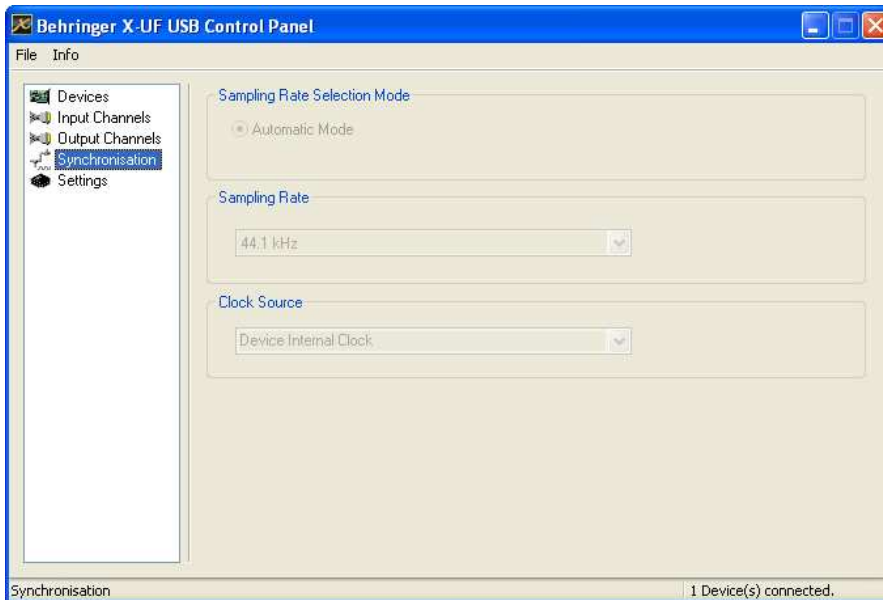 Behringer X-UF USB Control Panel
File Info
Devices
Input Channels
Output Channels
Synchronisation
Settings
Sampling Rate Selection Mode
Automatic Mode
Sampling Rate
44.1 kHz
Clock Source
Device Internal Clock
Synchronisation
1 Device(s) connected.